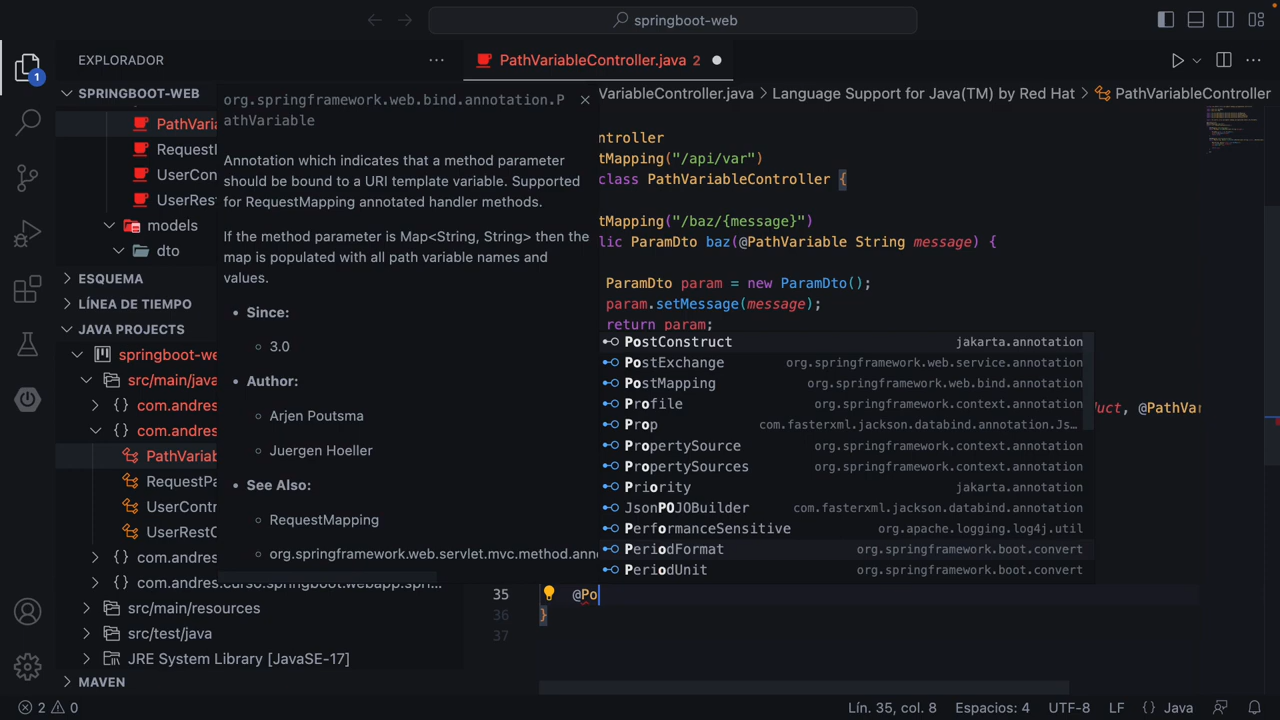 springboot-web
EXPLORADOR
PathVariableController.java 2
1
SPRINGBOOT-WEB
PathVaria
RequestP
UserCon
UserRest
models
dto
ESQUEMA
LÍNEA DE TIEMPO
JAVA PROJECTS
springboot-we
src/main/java
com.andres
com.andres
PathVariab
RequestPa
UserContr
UserRestC
com.andres
com.andres.curso.springboot.webapp.spri...
src/main/resources
src/test/java
JRE System Library [JavaSE-17]
MAVEN
org.springframework.web.bind.annotation.P
athVariable
Annotation which indicates that a method parameter
should be bound to a URI template variable. Supported
for RequestMapping annotated handler methods.
If the method parameter is Map<String, String> then the
map is populated with all path variable names and
values.
Since:
3.0
Author:
Arjen Poutsma
Juergen Hoeller
See Also:
RequestMapping
org.springframework.web.servlet.mvc.method.anno
VariableController.java > Language Support for Java(TM) by Red Hat > PathVariableController
ntroller
tMapping("/api/var")
class PathVariableController {
tMapping("/baz/{message}")
lic ParamDto baz(@PathVariable String message) {
ParamDto param = new ParamDto();
param.setMessage(message);
return param;
PostConstruct jakarta.annotation
PostExchange org.springframework.web.service.annotation
PostMapping org.springframework.web.bind.annotation
Profile org.springframework.context.annotation
Prop com.fasterxml.jackson.databind.annotation.Js…
PropertySource org.springframework.context.annotation
PropertySources org.springframework.context.annotation
Priority jakarta.annotation
JsonPOJOBuilder com.fasterxml.jackson.databind.annotation
PerformanceSensitive org.apache.logging.log4j.util
PeriodFormat org.springframework.boot.convert
PeriodUnit org.springframework.boot.convert
uct, @PathVar
35 @Po
36 }
37
2 0
Lín. 35, col. 8 Espacios: 4 UTF-8 LF {} Java